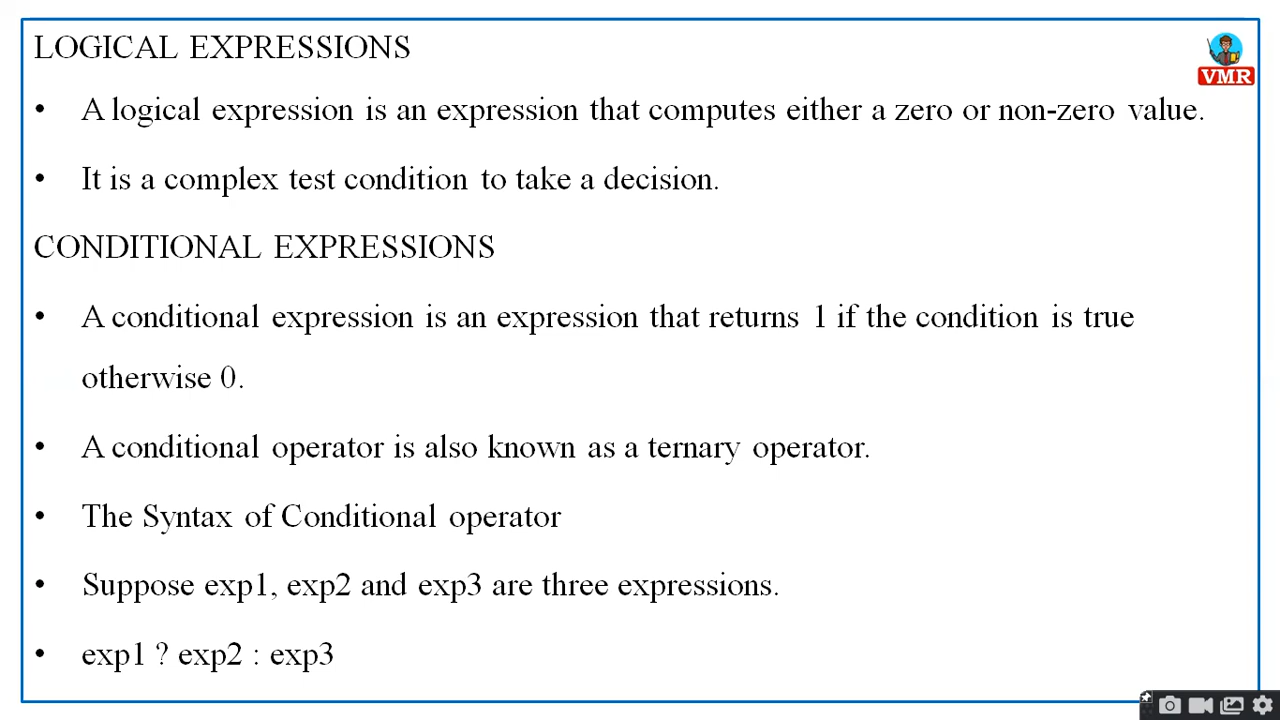 LOGICAL EXPRESSIONS
VMR
• A logical expression is an expression that computes either a zero or non-zero value.
• It is a complex test condition to take a decision.
CONDITIONAL EXPRESSIONS
• A conditional expression is an expression that returns 1 if the condition is true
otherwise 0.
• A conditional operator is also known as a ternary operator.
• The Syntax of Conditional operator
• Suppose exp1, exp2 and exp3 are three expressions.
• exp1 ? exp2 : exp3